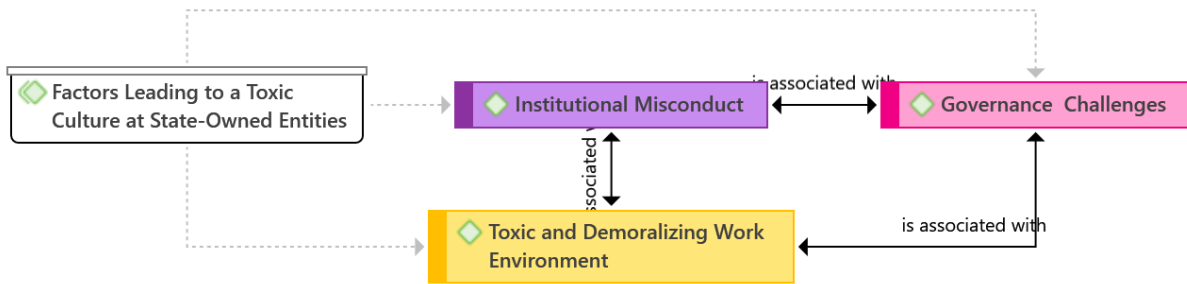 Factors Leading to a Toxic
Culture at State-Owned Entities
Institutional Misconduct
is associated with
Governance  Challenges
Toxic and Demoralizing Work
Environment
is associated with